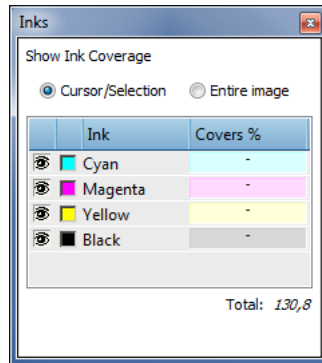 Inks
Show Ink Coverage
Cursor/Selection Entire image
Ink Covers %
Cyan -
Magenta -
Yellow -
Black -
Total: 130,8